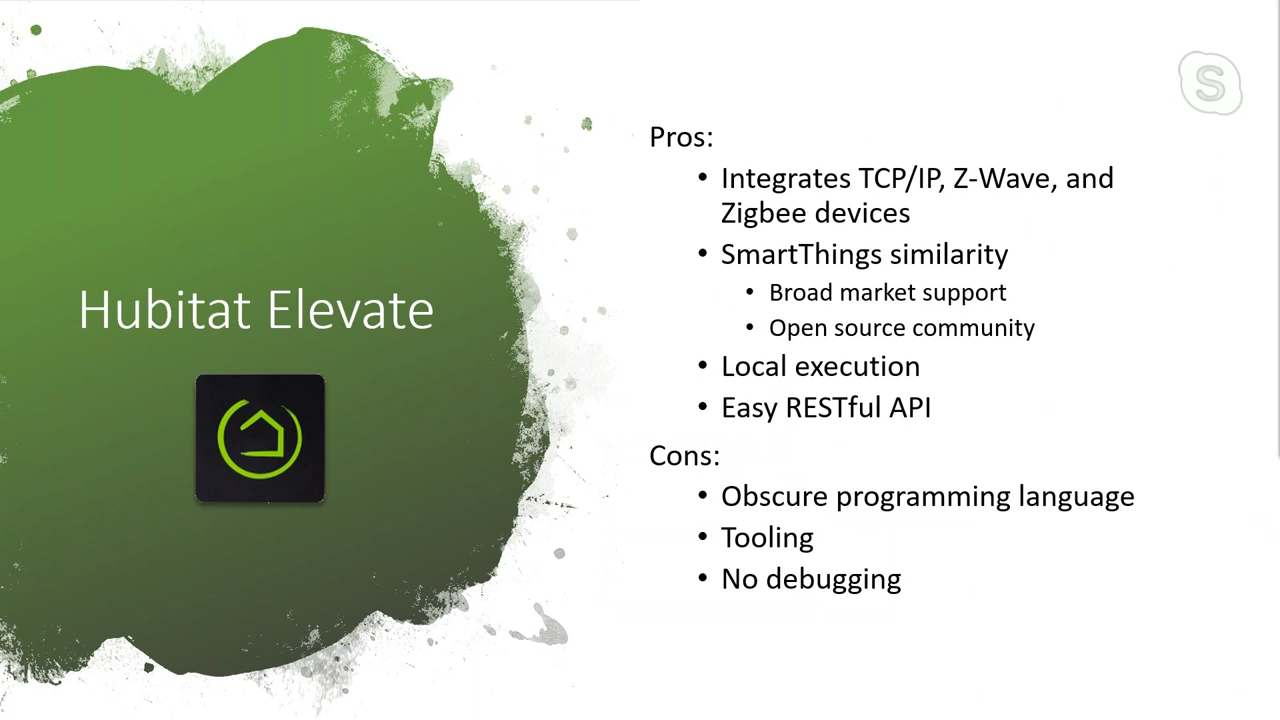 Hubitat Elevate
Pros:
• Integrates TCP/IP, Z-Wave, and
Zigbee devices
• SmartThings similarity
• Broad market support
• Open source community
• Local execution
• Easy RESTful API
Cons:
• Obscure programming language
• Tooling
• No debugging
S